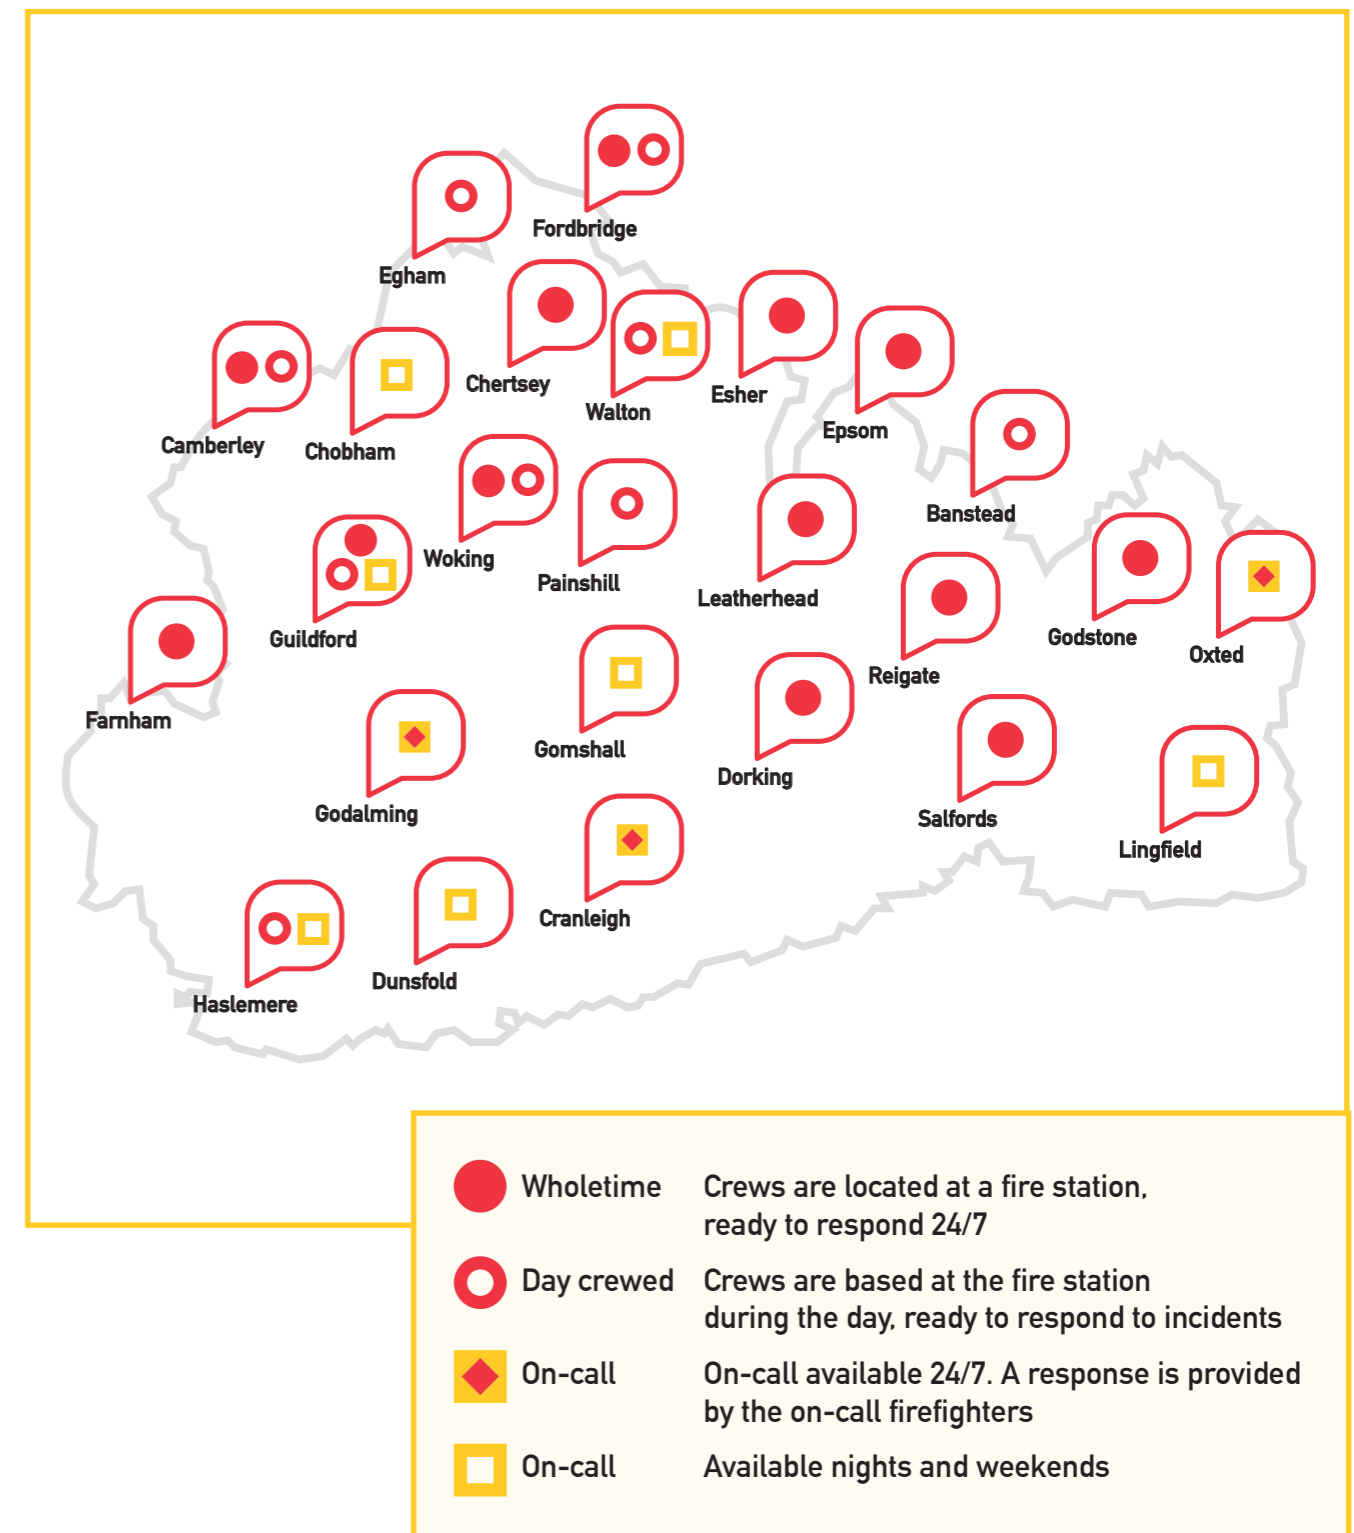 Fordbridge
Egham
Chertsey
Esher
Walton
Epsom
Camberley
Chobham
Banstead
Woking
Painshill
Leatherhead
Guildford
Godstone
Oxted
Reigate
Farnham
Gomshall
Dorking
Godalming
Salfords
Lingfield
Cranleigh
Dunsfold
Haslemere
Wholetime Crews are located at a fire station,
ready to respond 24/7
Day crewed Crews are based at the fire station
during the day, ready to respond to incidents
On-call On-call available 24/7. A response is provided
by the on-call firefighters
On-call Available nights and weekends